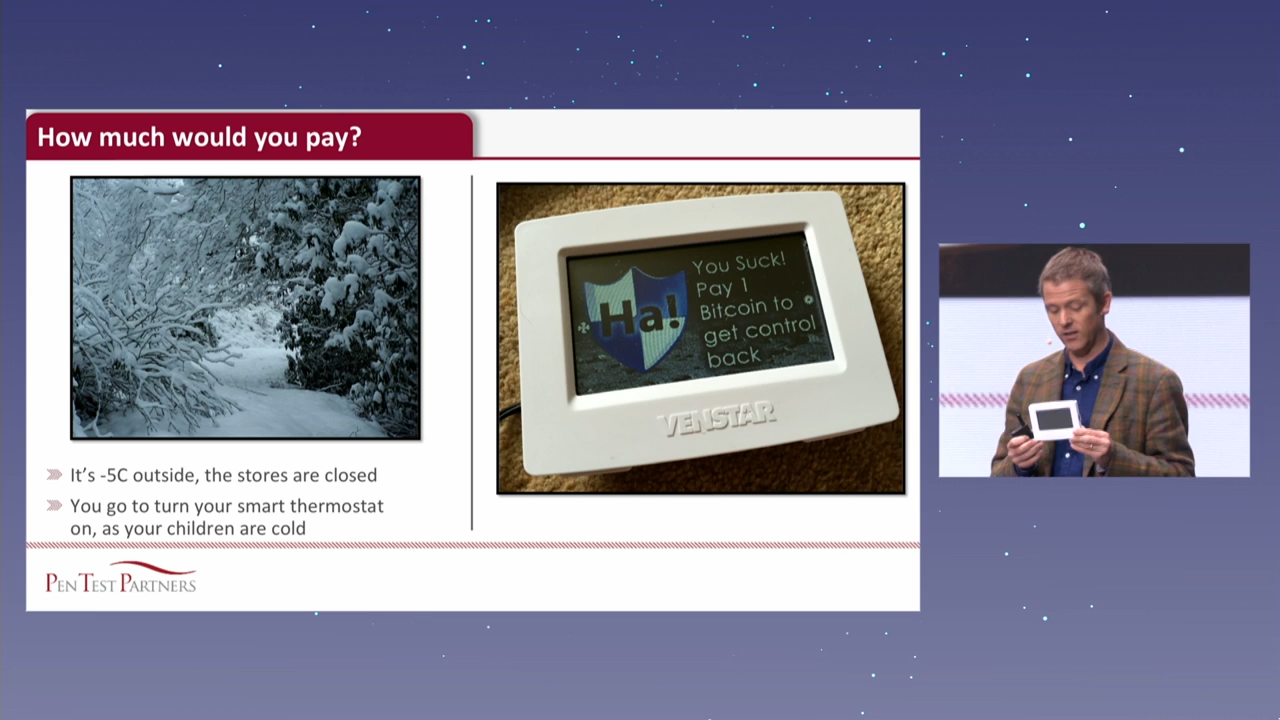 How much would you pay?
It's -5C outside, the stores are closed
You go to turn your smart thermostat
on, as your children are cold
Ha!
You Suck!
Pay 1
Bitcoin to
get control
back
VENSTAR
PEN TEST PARTNERS